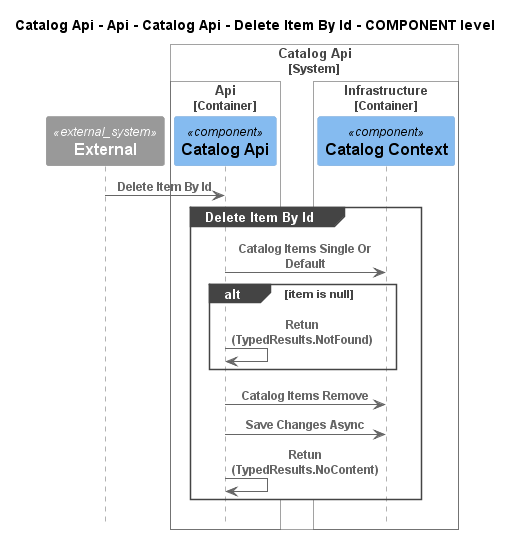 Catalog Api - Api - Catalog Api - Delete Item By Id - COMPONENT level
Catalog Api
[System]
Api
[Container]
Infrastructure
[Container]
«external_system»
External
«component»
Catalog Api
«component»
Catalog Context
Delete Item By Id
Delete Item By Id
Catalog Items Single Or
Default
alt
[item is null]
Retun
(TypedResults.NotFound)
Catalog Items Remove
Save Changes Async
Retun
(TypedResults.NoContent)